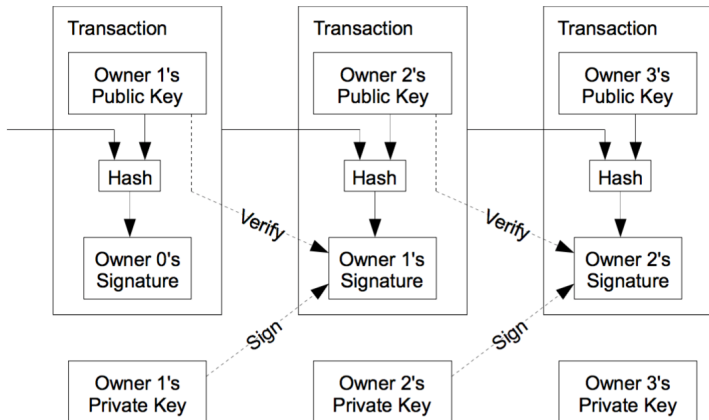 Transaction
Owner 1's
Public Key
Hash
Owner 0's
Signature
Transaction
Owner 2's
Public Key
Hash
Verify
Owner 1's
Signature
Transaction
Owner 3's
Public Key
Hash
Verify
Owner 2's
Signature
Sign
Sign
Owner 1's
Private Key
Owner 2's
Private Key
Owner 3's
Private Key